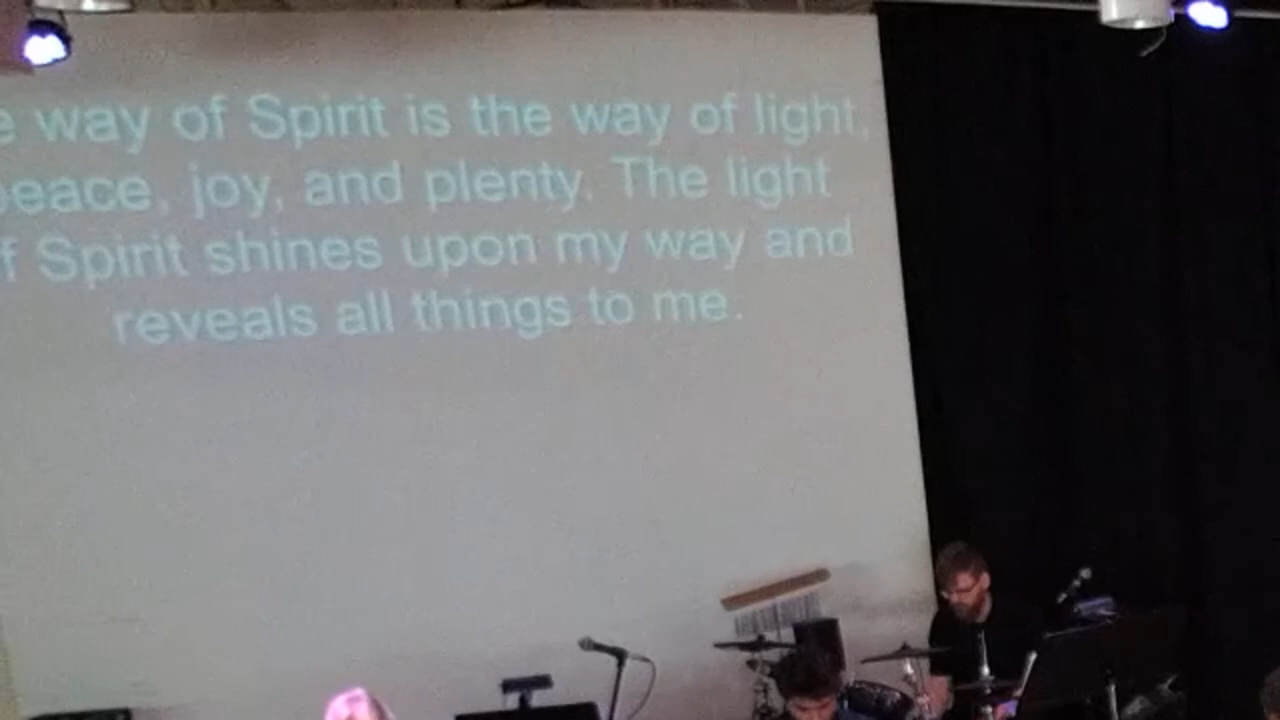 e way of Spirit is the way of light,
peace, joy, and plenty. The light
f Spirit shines upon my way and
reveals all things to me.